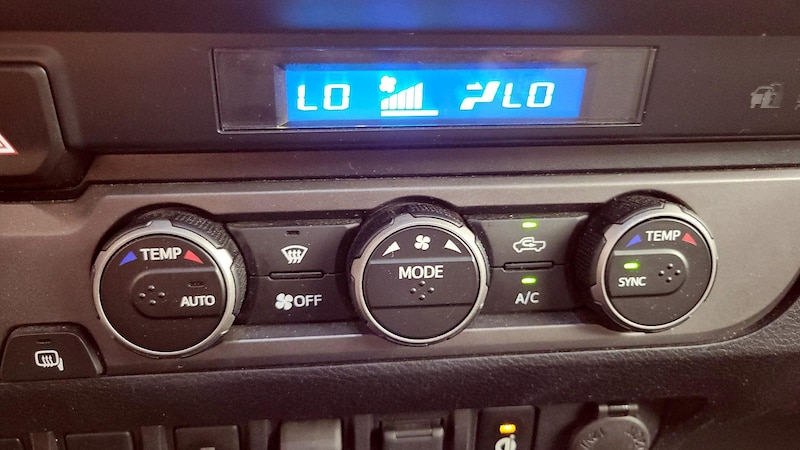 LO LO
TEMP
AUTO
OFF
MODE
A/C
TEMP
SYNC